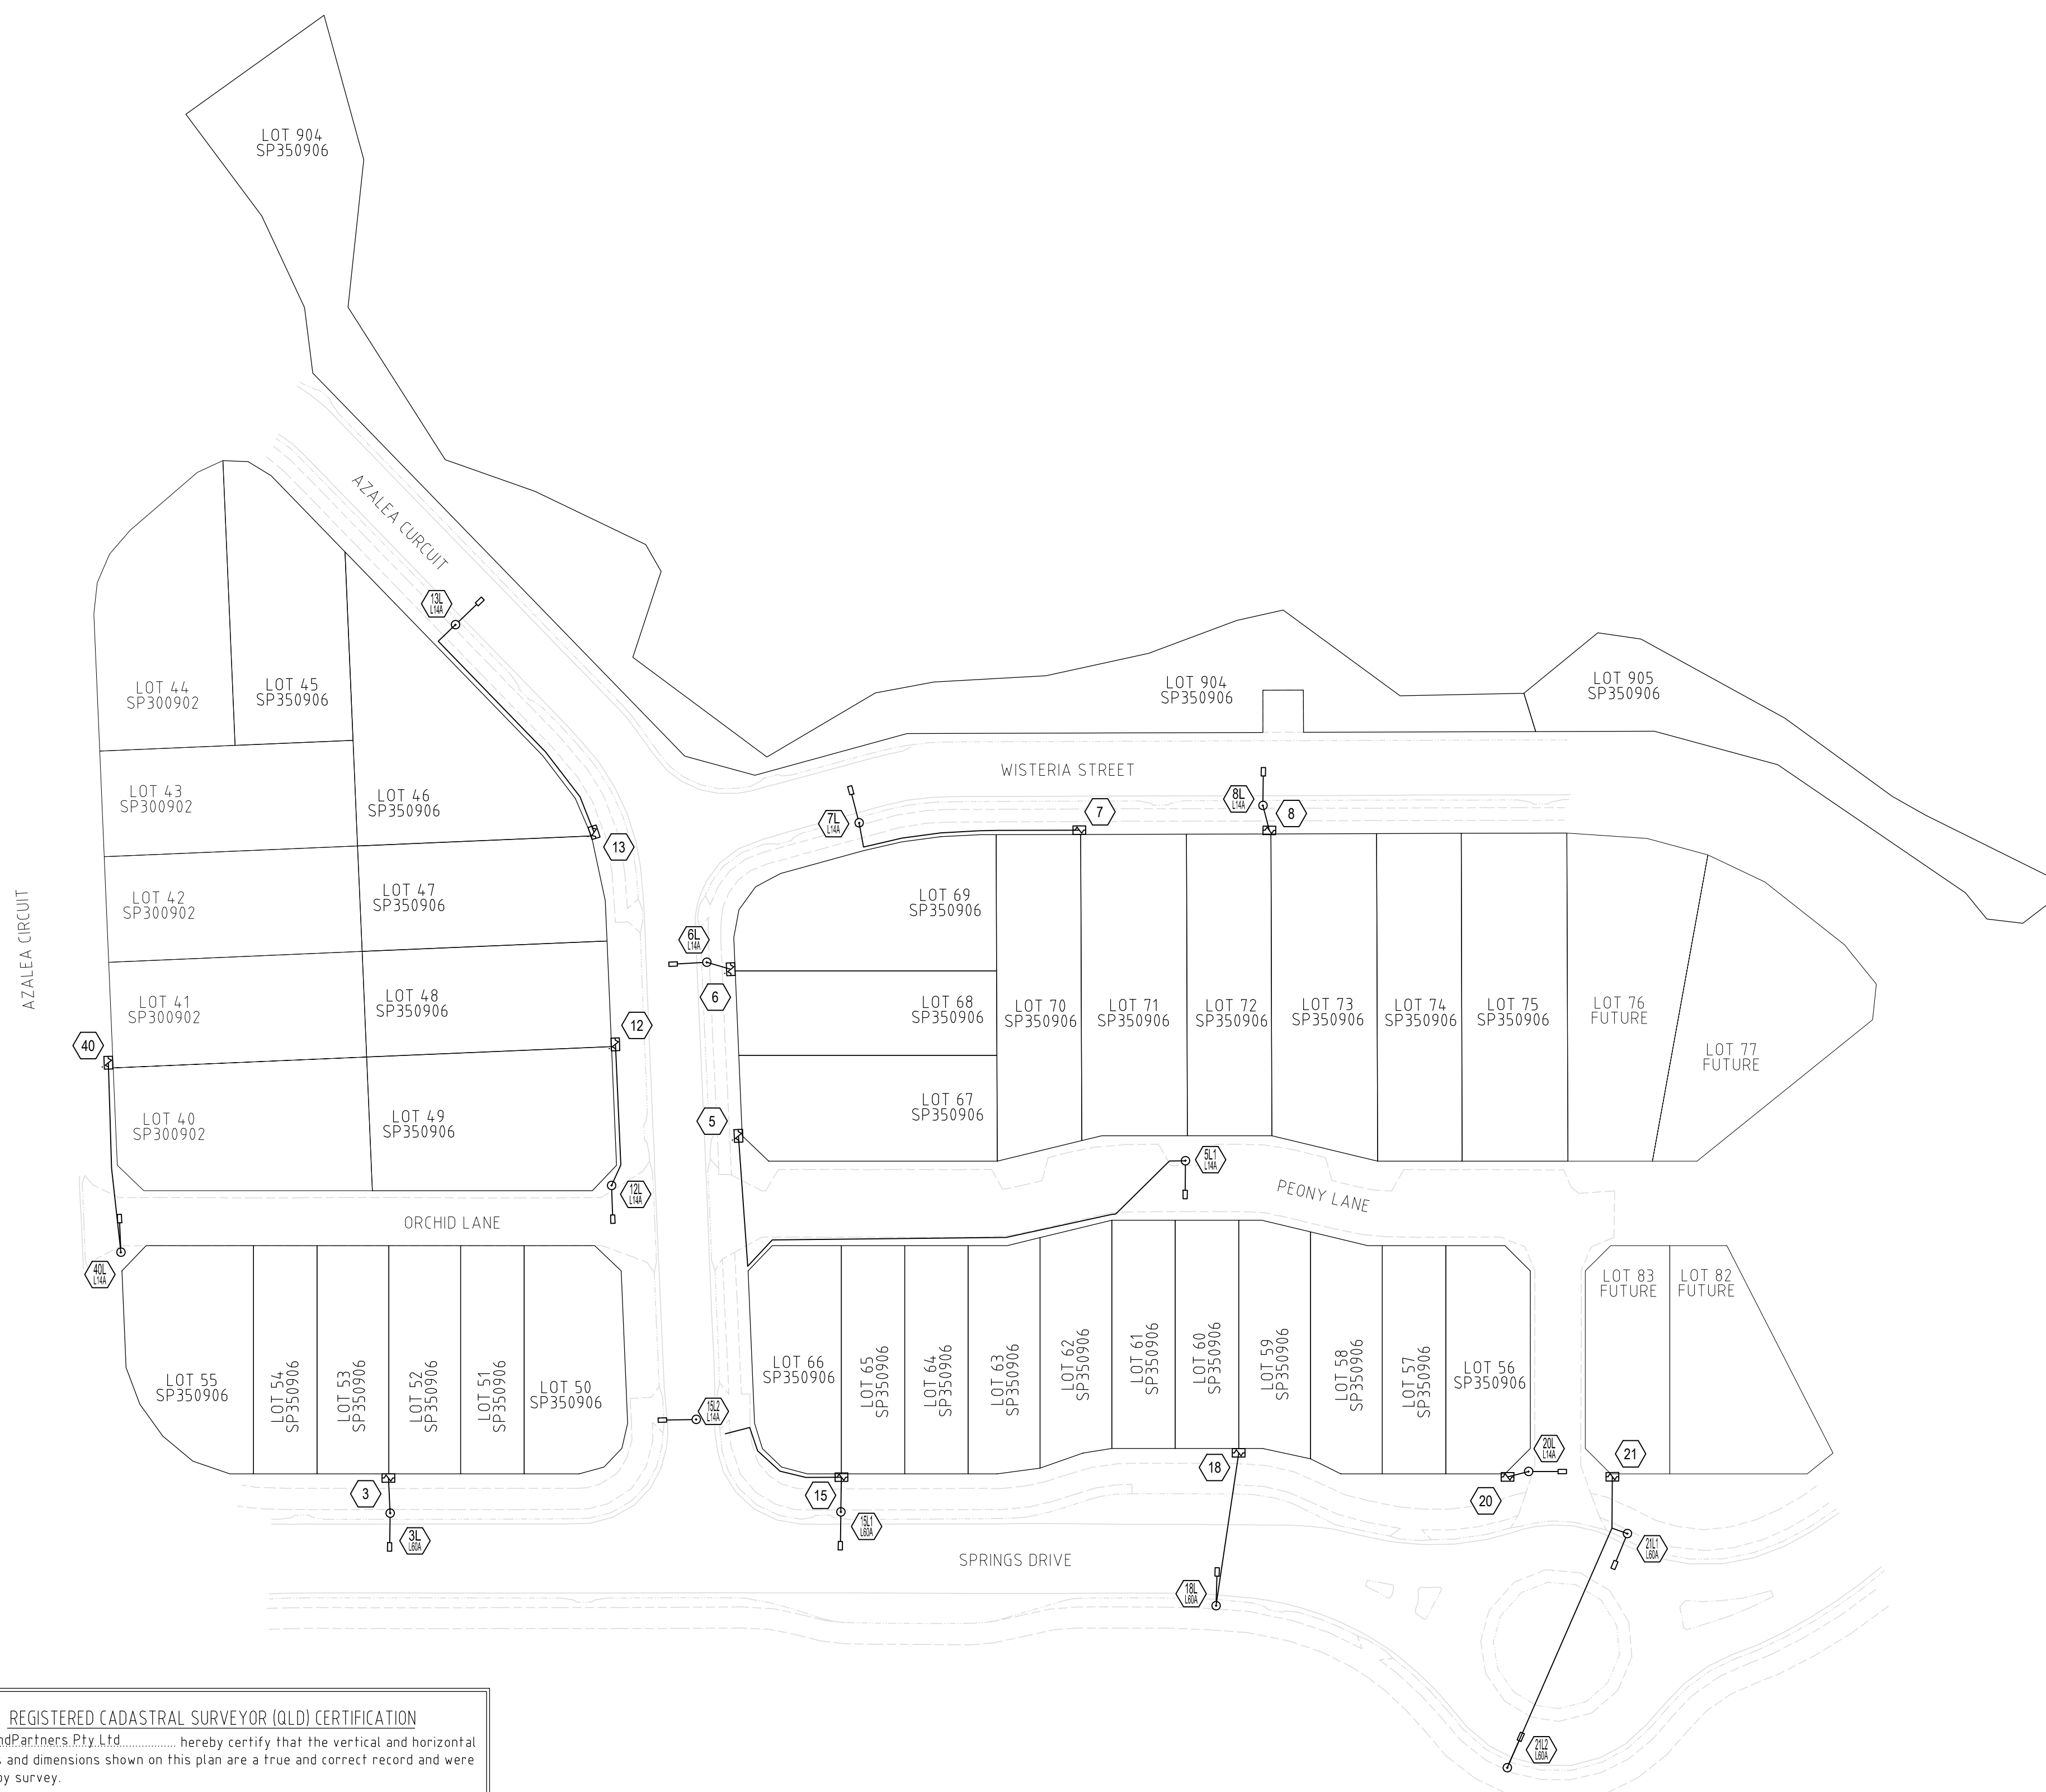 LOT 904
SP350906
AZALEA CURCUIT
13L
L14A
LOT 44
SP300902
LOT 45
SP350906
LOT 904
SP350906
LOT 905
SP350906
WISTERIA STREET
LOT 43
SP300902
LOT 46
SP350906
13
7L
L14A
7
8L
L14A
8
AZALEA CIRCUIT
LOT 42
SP300902
LOT 47
SP350906
LOT 69
SP350906
6L
L14A
6
LOT 41
SP300902
LOT 48
SP350906
12
40
LOT 68
SP350906
LOT 70
SP350906
LOT 71
SP350906
LOT 72
SP350906
LOT 73
SP350906
LOT 74
SP350906
LOT 75
SP350906
LOT 76
FUTURE
LOT 77
FUTURE
LOT 40
SP300902
LOT 49
SP350906
5
LOT 67
SP350906
5L1
L14A
12L
L14A
ORCHID LANE
PEONY LANE
40L
L14A
LOT 83
FUTURE
LOT 82
FUTURE
LOT 55
SP350906
LOT 54
SP350906
LOT 53
SP350906
LOT 52
SP350906
LOT 51
SP350906
LOT 50
SP350906
15L2
L14A
LOT 66
SP350906
LOT 65
SP350906
LOT 64
SP350906
LOT 63
SP350906
LOT 62
SP350906
LOT 61
SP350906
LOT 60
SP350906
LOT 59
SP350906
LOT 58
SP350906
LOT 57
SP350906
LOT 56
SP350906
3
3L
L60A
15
15L1
L60A
18
20L
L14A
20
21
21L1
L60A
SPRINGS DRIVE
18L
L60A
21L2
L60A
REGISTERED CADASTRAL SURVEYOR (QLD) CERTIFICATION
ndPartners Pty Ltd hereby certify that the vertical and horizontal
and dimensions shown on this plan are a true and correct record and were
by survey.